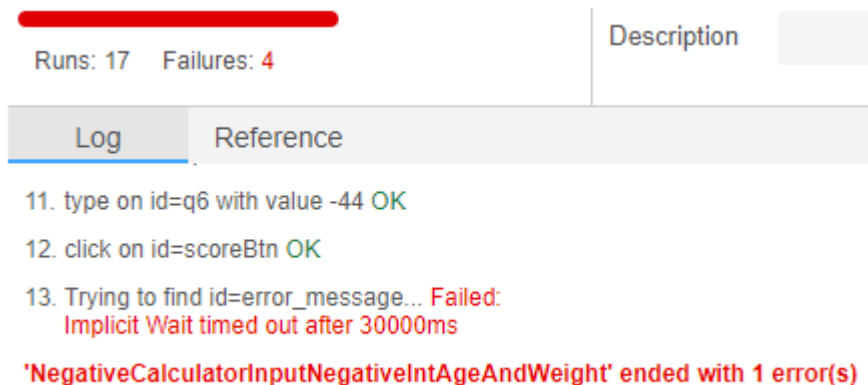 Runs: 17 Failures: 4
Description
Log Reference
11. type on id=q6 with value -44 OK
12. click on id=scoreBtn OK
13. Trying to find id=error_message... Failed:
Implicit Wait timed out after 30000ms
'NegativeCalculatorInputNegativeIntAgeAndWeight' ended with 1 error(s)